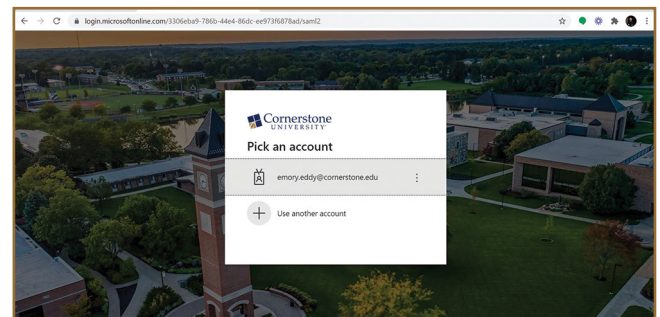 login.microsoftonline.com/3306eba9-786b-44e4-86dc-ee973f6878ad/saml2
Cornerstone
UNIVERSITY
Pick an account
emory.eddy@cornerstone.edu
Use another account